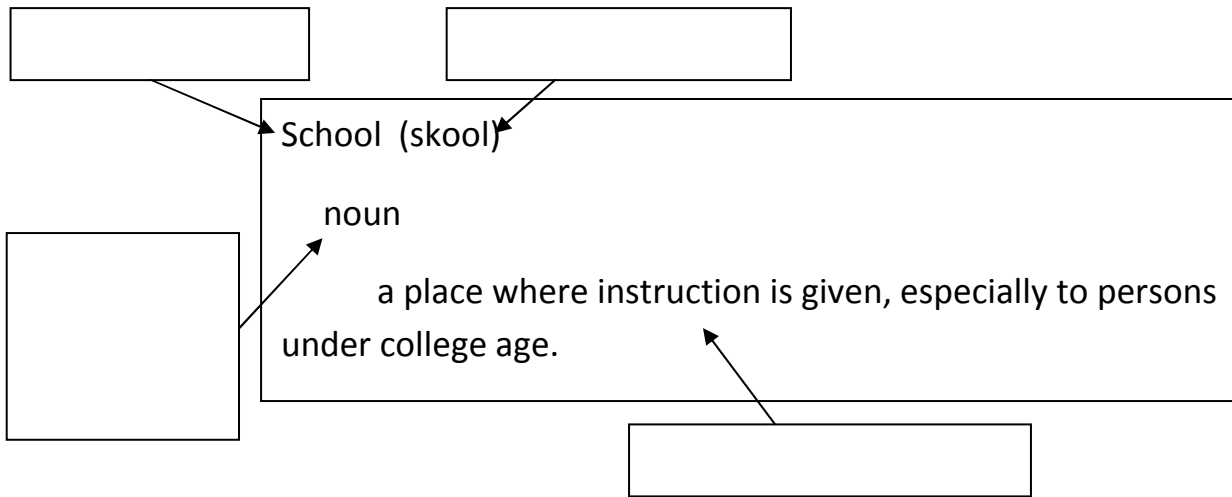 School  (skool)
noun
a place where instruction is given, especially to persons
under college age.